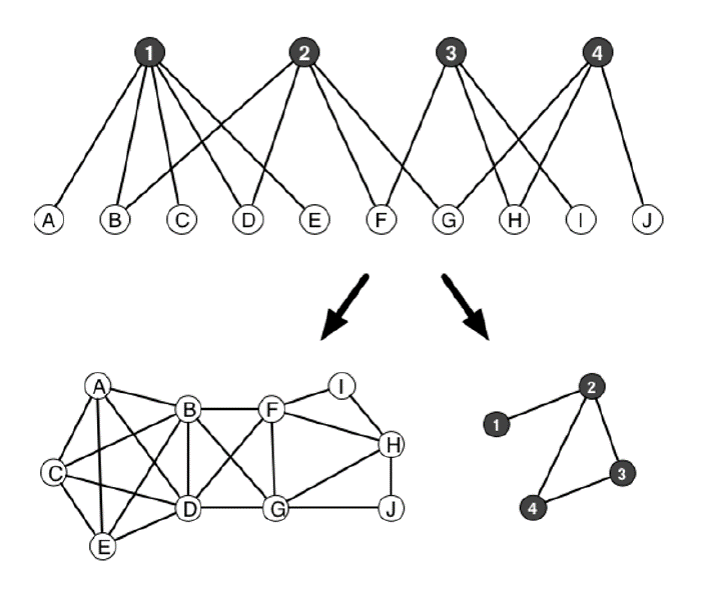 1 2 3 4
A B C D E F G H I J
A I 2
B F 1
H
C 3
D G J 4
E